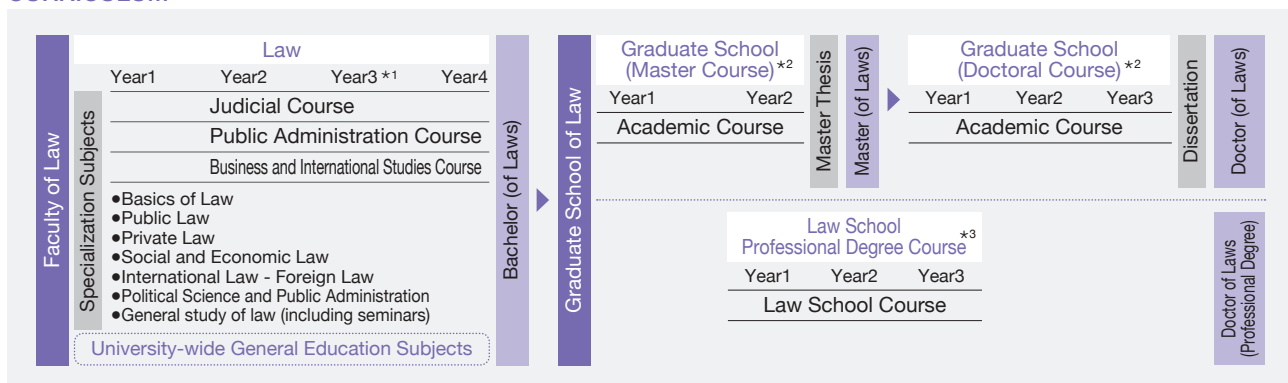 Faculty of Law
Law
Year1 Year2 Year3 *1 Year4
Specialization Subjects
Judicial Course
Public Administration Course
Business and International Studies Course
●Basics of Law
●Public Law
●Private Law
●Social and Economic Law
●International Law - Foreign Law
●Political Science and Public Administration
●General study of law (including seminars)
University-wide General Education Subjects
Bachelor (of Laws)
Graduate School of Law
Graduate School
(Master Course) *2
Year1 Year2
Academic Course
Master Thesis
Master (of Laws)
Graduate School
(Doctoral Course) *2
Year1 Year2 Year3
Academic Course
Dissertation
Doctor (of Laws)
Law School
Professional Degree Course *3
Year1 Year2 Year3
Law School Course
Doctor of Laws
(Professional Degree)